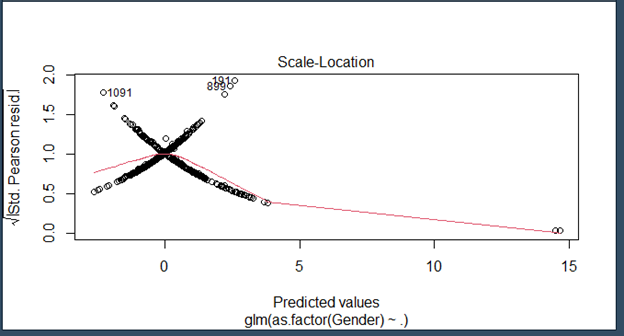 Scale-Location
√|Std. Pearson resid.|
2.0
1.5
1.0
0.5
0.0
1091
191
899
0 5 10 15
Predicted values
glm(as.factor(Gender) ~ .)